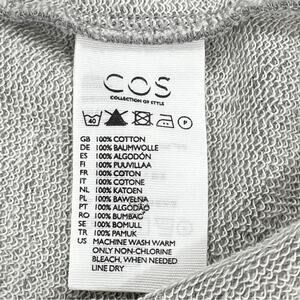 COS
COLLECTION OF STYLE
40 P
GB 100% COTTON
DE 100% BAUMWOLLE
ES 100% ALGODÓN
FI 100% PUUVILLAA
FR 100% COTON
IT 100% COTONE
NL 100% KATOEN
PL 100% BAWEŁNA
PT 100% ALGODÃO
RO 100% BUMBAC
SE 100% BOMULL
TR 100% PAMUK
US MACHINE WASH WARM
ONLY NON-CHLORINE
BLEACH, WHEN NEEDED
LINE DRY